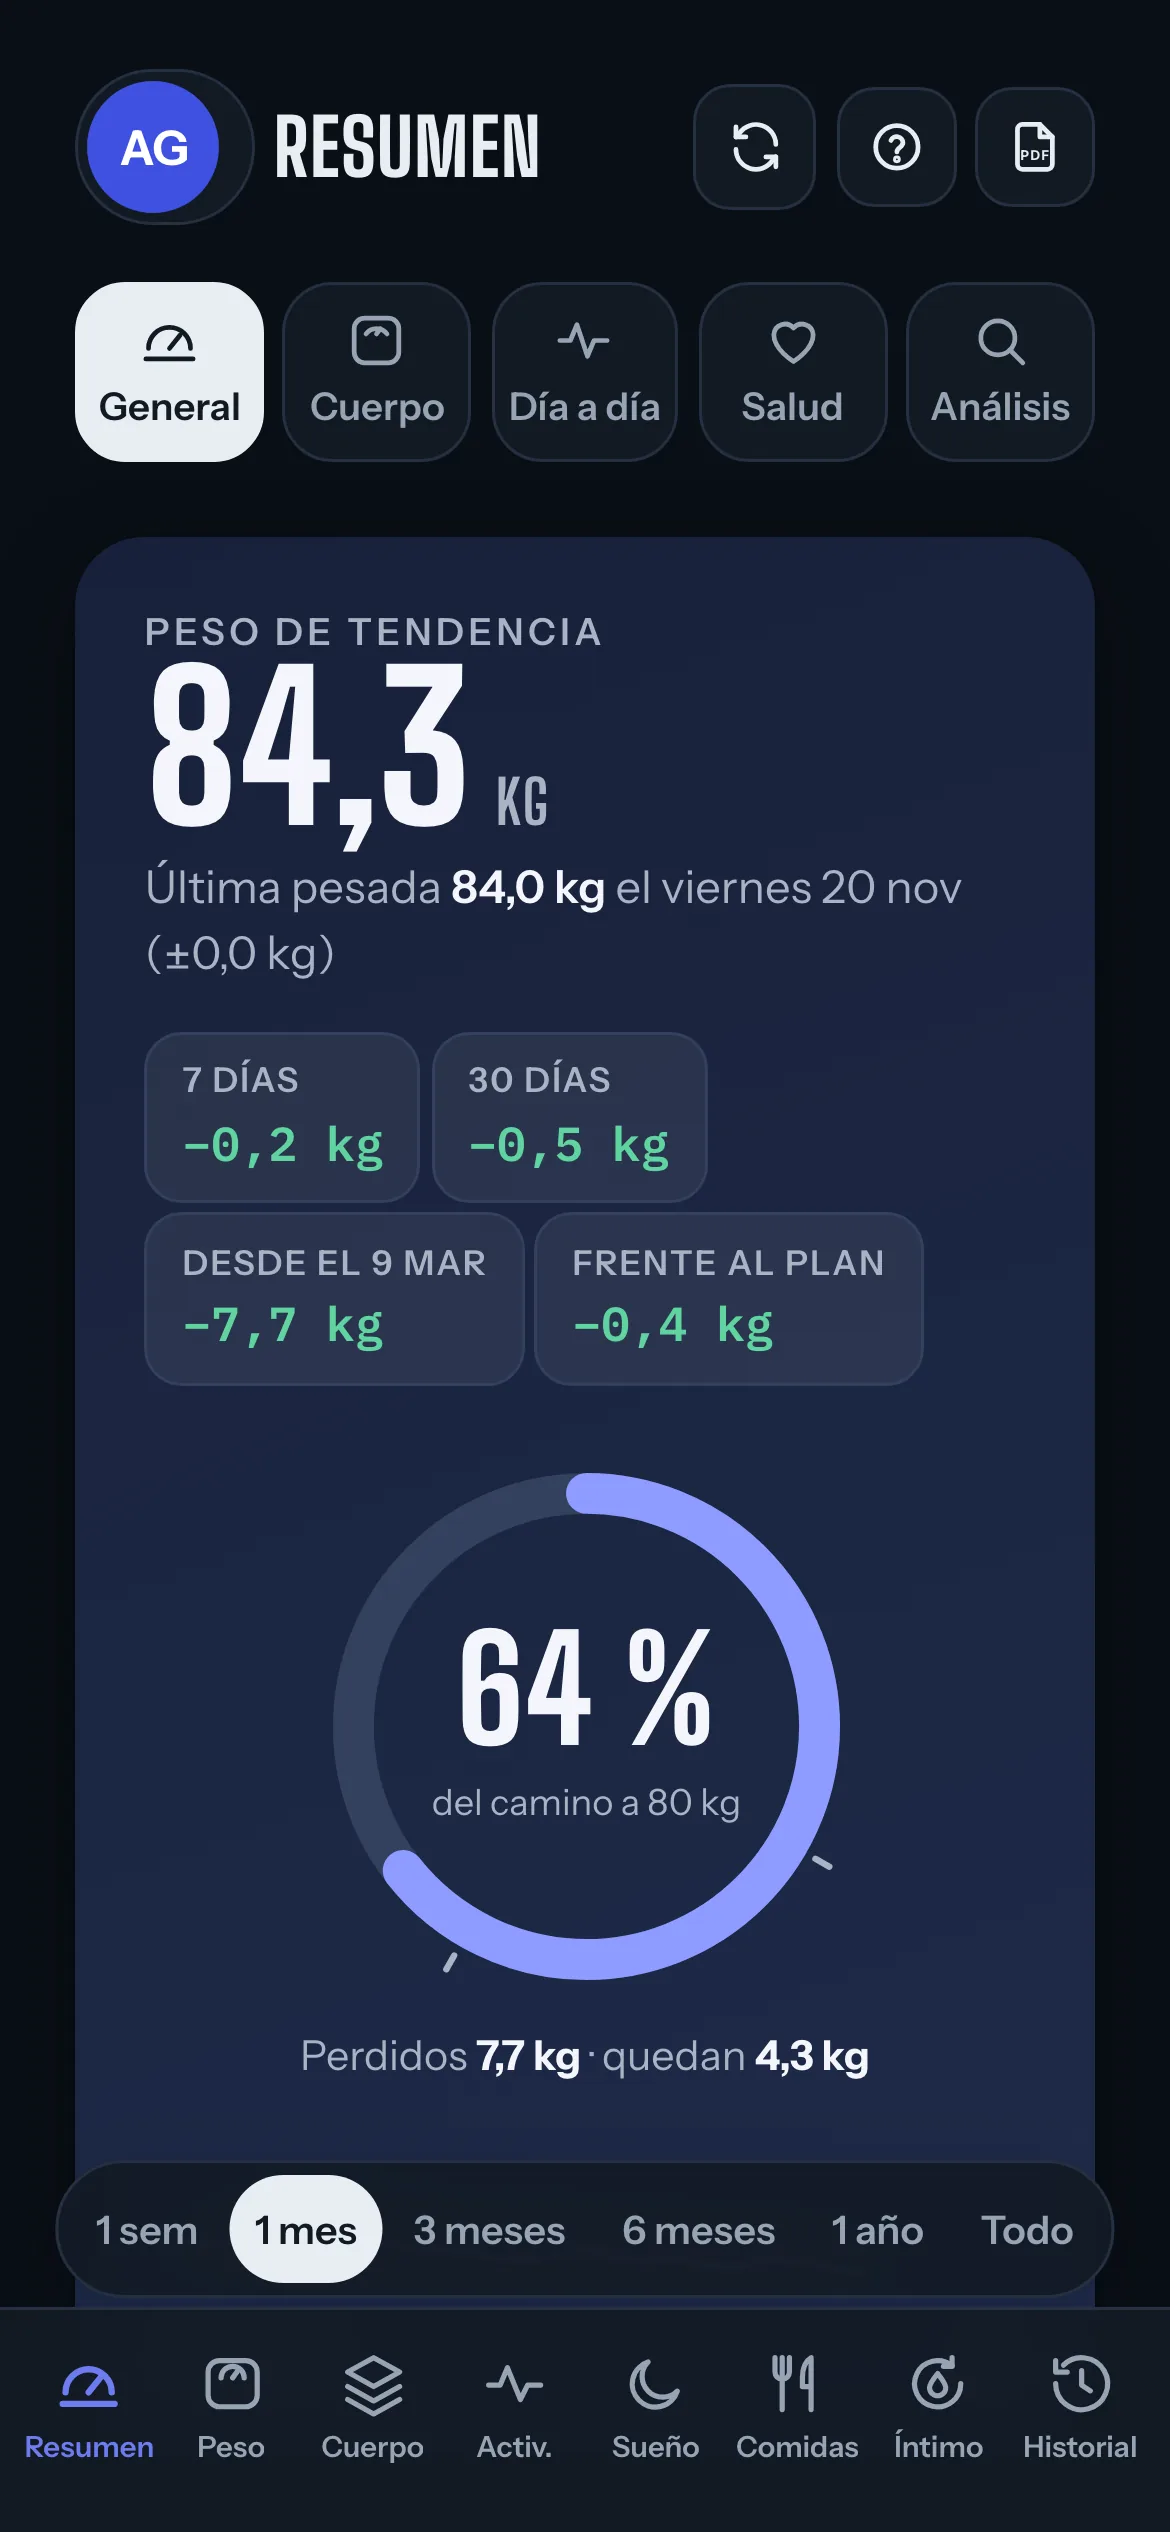 AG RESUMEN
PDF
General Cuerpo Día a día Salud Análisis
PESO DE TENDENCIA
84,3 KG
Última pesada 84,0 kg el viernes 20 nov
(±0,0 kg)
7 DÍAS 30 DÍAS
−0,2 kg −0,5 kg
DESDE EL 9 MAR FRENTE AL PLAN
−7,7 kg −0,4 kg
64 %
del camino a 80 kg
Perdidos 7,7 kg · quedan 4,3 kg
1 sem 1 mes 3 meses 6 meses 1 año Todo
Resumen Peso Cuerpo Activ. Sueño Comidas Íntimo Historial